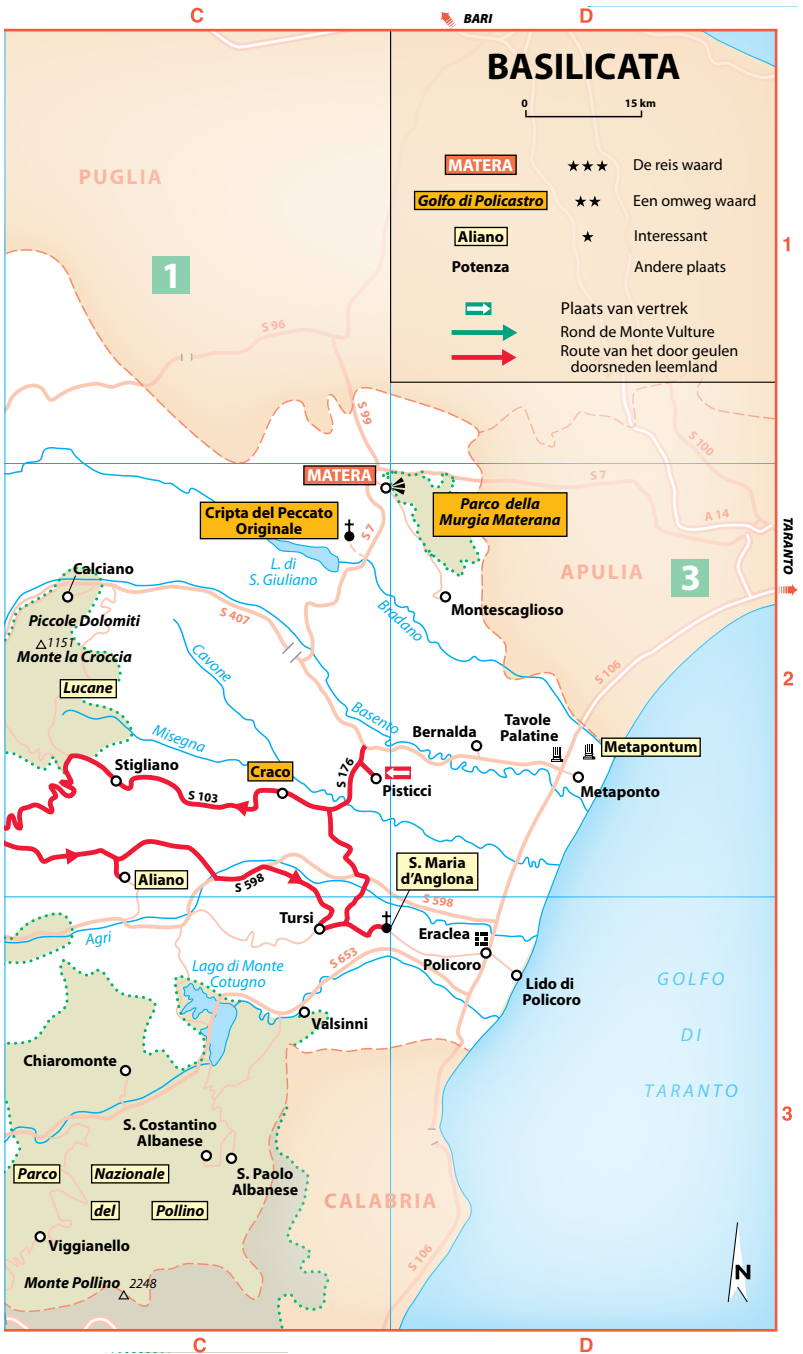 C
BARI
D
BASILICATA
0
15 km
MATERA
★★★
De reis waard
Golfo di Policastro
★★
Een omweg waard
Aliano
★
Interessant
Potenza
Andere plaats
Plaats van vertrek
Rond de Monte Vulture
Route van het door geulen
doorsneden leemland
PUGLIA
1
1
S 96
S 99
S 100
MATERA
S 7
A 14
TARANTO
Cripta del Peccato
Originale
Parco della
Murgia Materana
S 7
L. di
S. Giuliano
APULIA
3
Calciano
Montescaglioso
Bradano
S 407
Piccole Dolomiti
1151
Monte la Croccia
Lucane
Cavone
S 106
2
Misegna
Basento
Bernalda
Tavole
Palatine
Metapontum
Stigliano
Craco
S 176
Pisticci
Metaponto
S 103
S. Maria
d'Anglona
Aliano
S 598
S 598
Tursi
Eraclea
Agri
Policoro
S 653
Lago di Monte
Cotugno
Lido di
Policoro
GOLFO
DI
TARANTO
Valsinni
Chiaromonte
3
S. Costantino
Albanese
S. Paolo
Albanese
Parco
Nazionale
del
Pollino
CALABRIA
Viggianello
S 106
Monte Pollino
2248
N
C
D